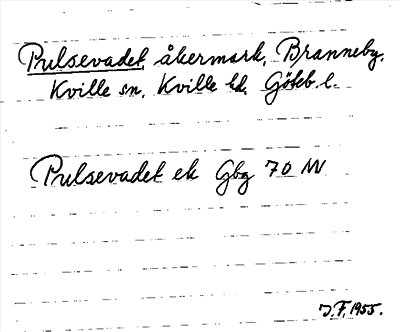 Pulsevadet, åkermark, Branneby,
Kville sn, Kville hd, Göteb. l.
Pulsevadet ek Gbg 70 NV
J.F. 1955.